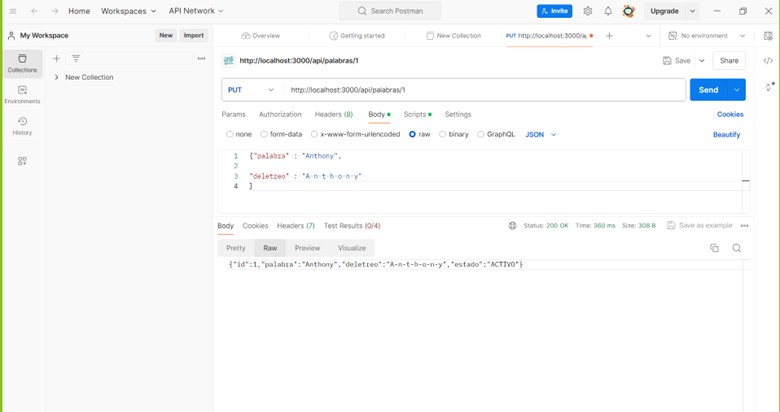 Home Workspaces API Network Search Postman Invite Upgrade
My Workspace New Import Overview Getting started New Collection PUT http://localhost:3000/a No environment
Collections New Collection http://localhost:3000/api/palabras/1 Save Share
Environments PUT http://localhost:3000/api/palabras/1 Send
History Params Authorization Headers (8) Body Scripts Settings Cookies
none form-data x-www-form-urlencoded raw binary GraphQL JSON Beautify
1 ["palabra" : "Anthony",
2
3 "deletreo" : "A-n-t-h-o-n-y"
4 ]
Body Cookies Headers (7) Test Results (0/4) Status: 200 OK Time: 360 ms Size: 308 B Save as example
Pretty Raw Preview Visualize
{"id":1,"palabra":"Anthony","deletreo":"A-n-t-h-o-n-y","estado":"ACTIVO"}